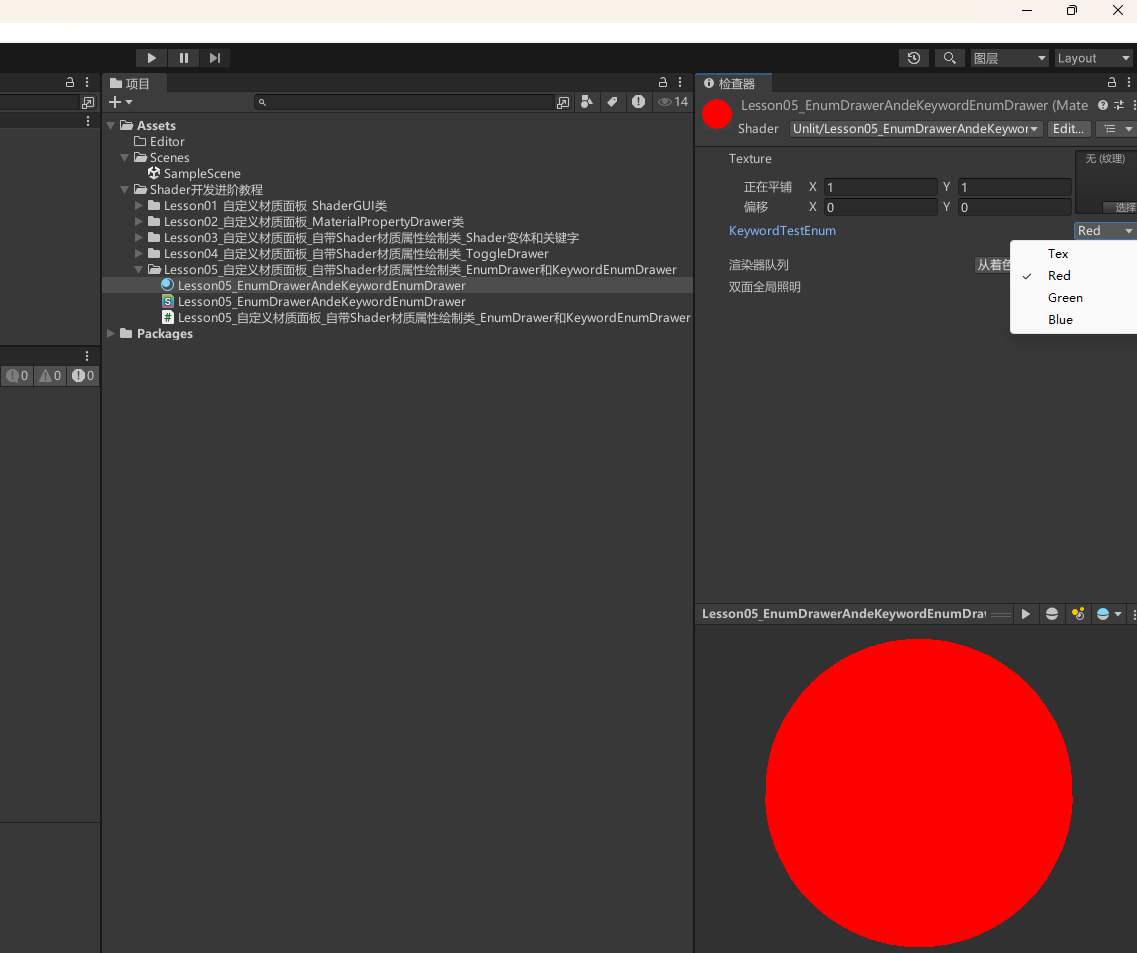 图层
Layout
项目
检查器
14
Assets
Editor
Scenes
SampleScene
Shader开发进阶教程
Lesson01_自定义材质面板_ShaderGUI类
Lesson02_自定义材质面板_MaterialPropertyDrawer类
Lesson03_自定义材质面板_自带Shader材质属性绘制类_Shader变体和关键字
Lesson04_自定义材质面板_自带Shader材质属性绘制类_ToggleDrawer
Lesson05_自定义材质面板_自带Shader材质属性绘制类_EnumDrawer和KeywordEnumDrawer
Lesson05_EnumDrawerAndeKeywordEnumDrawer
Lesson05_EnumDrawerAndeKeywordEnumDrawer
Lesson05_自定义材质面板_自带Shader材质属性绘制类_EnumDrawer和KeywordEnumDrawer
Packages
0 0 0
Lesson05_EnumDrawerAndeKeywordEnumDrawer (Mate
Shader Unlit/Lesson05_EnumDrawerAndeKeywor Edit...
Texture 无 (纹理)
正在平铺 X 1 Y 1
偏移 X 0 Y 0 选择
KeywordTestEnum Red
渲染器队列 从着色
双面全局照明
Tex
Red
Green
Blue
Lesson05_EnumDrawerAndeKeywordEnumDra